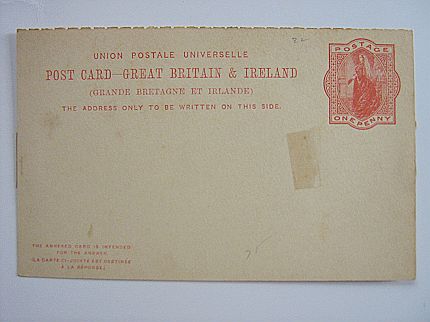 UNION POSTALE UNIVERSELLE
POST CARD—GREAT BRITAIN & IRELAND
(GRANDE BRETAGNE ET IRLANDE)
THE ADDRESS ONLY TO BE WRITTEN ON THIS SIDE.
POSTAGE
ONE PENNY
THE ANNEXED CARD IS INTENDED
FOR THE ANSWER.
(LA CARTE CI-JOINTE EST DESTINÉE
À LA RÉPONSE.)